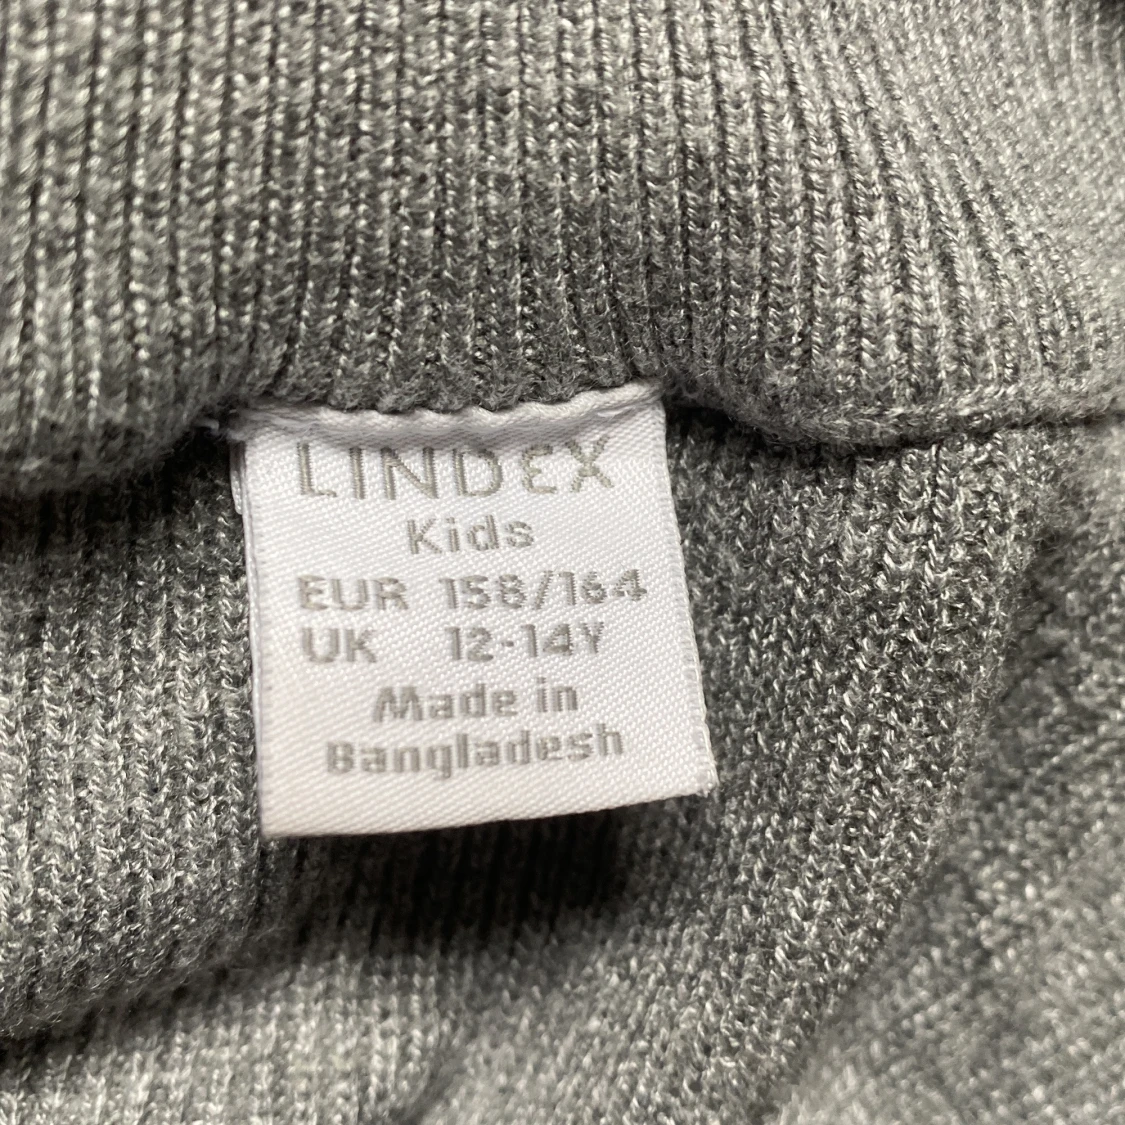 LINDEX
Kids
EUR 158/164
UK 12-14Y
Made in
Bangladesh